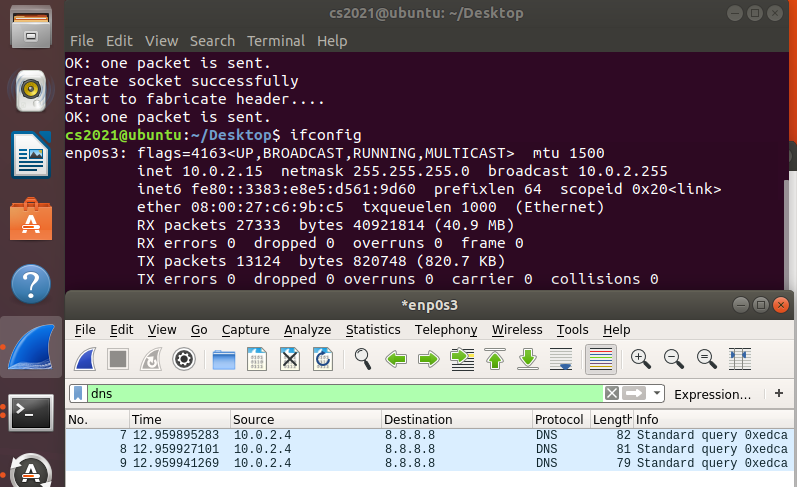 cs2021@ubuntu: ~/Desktop
File Edit View Search Terminal Help
OK: one packet is sent.
Create socket successfully
Start to fabricate header....
OK: one packet is sent.
cs2021@ubuntu:~/Desktop$ ifconfig
enp0s3: flags=4163<UP,BROADCAST,RUNNING,MULTICAST>  mtu 1500
inet 10.0.2.15  netmask 255.255.255.0  broadcast 10.0.2.255
inet6 fe80::3383:e8e5:d561:9d60  prefixlen 64  scopeid 0x20<link>
ether 08:00:27:c6:9b:c5  txqueuelen 1000  (Ethernet)
RX packets 27333  bytes 40921814 (40.9 MB)
RX errors 0  dropped 0  overruns 0  frame 0
TX packets 13124  bytes 820748 (820.7 KB)
TX errors 0  dropped 0 overruns 0  carrier 0  collisions 0
*enp0s3
File Edit View Go Capture Analyze Statistics Telephony Wireless Tools Help
dns Expression... +
No. Time Source Destination Protocol Length Info
7 12.959895283 10.0.2.4 8.8.8.8 DNS 82 Standard query 0xedca
8 12.959927101 10.0.2.4 8.8.8.8 DNS 81 Standard query 0xedca
9 12.959941269 10.0.2.4 8.8.8.8 DNS 79 Standard query 0xedca